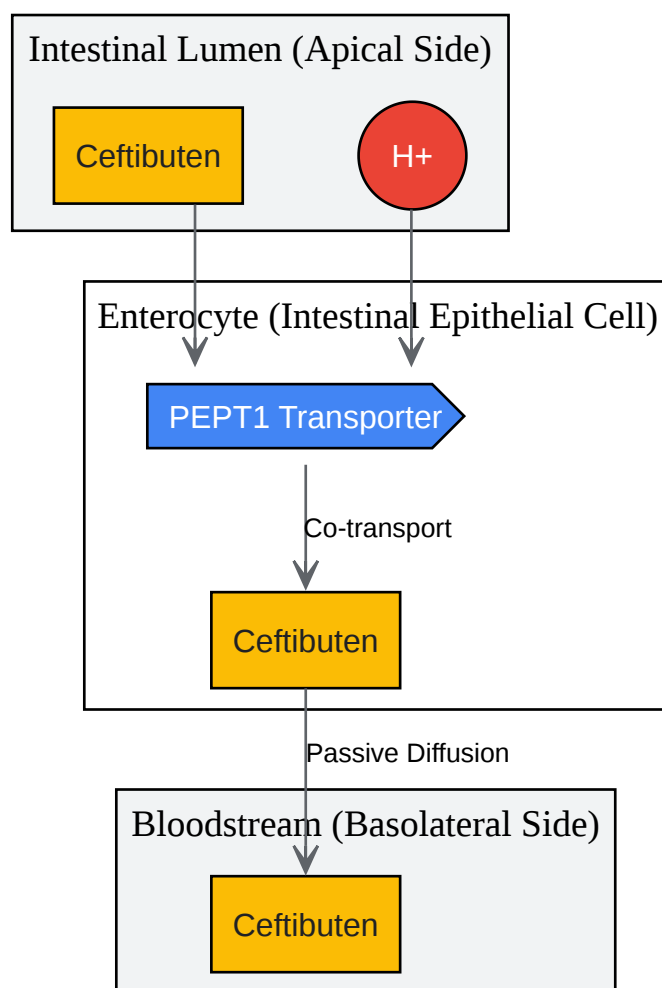 Intestinal Lumen (Apical Side)
Ceftibuten
H+
Enterocyte (Intestinal Epithelial Cell)
PEPT1 Transporter
Co-transport
Ceftibuten
Passive Diffusion
Bloodstream (Basolateral Side)
Ceftibuten